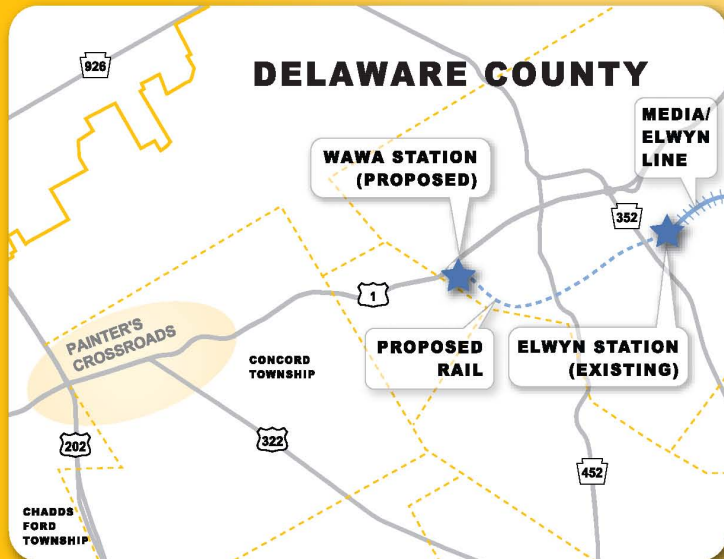 926
DELAWARE COUNTY
MEDIA/
ELWYN
LINE
WAWA STATION
(PROPOSED)
352
1
PAINTER'S
CROSSROADS
CONCORD
TOWNSHIP
PROPOSED
RAIL
ELWYN STATION
(EXISTING)
202
322
452
CHADDS
FORD
TOWNSHIP